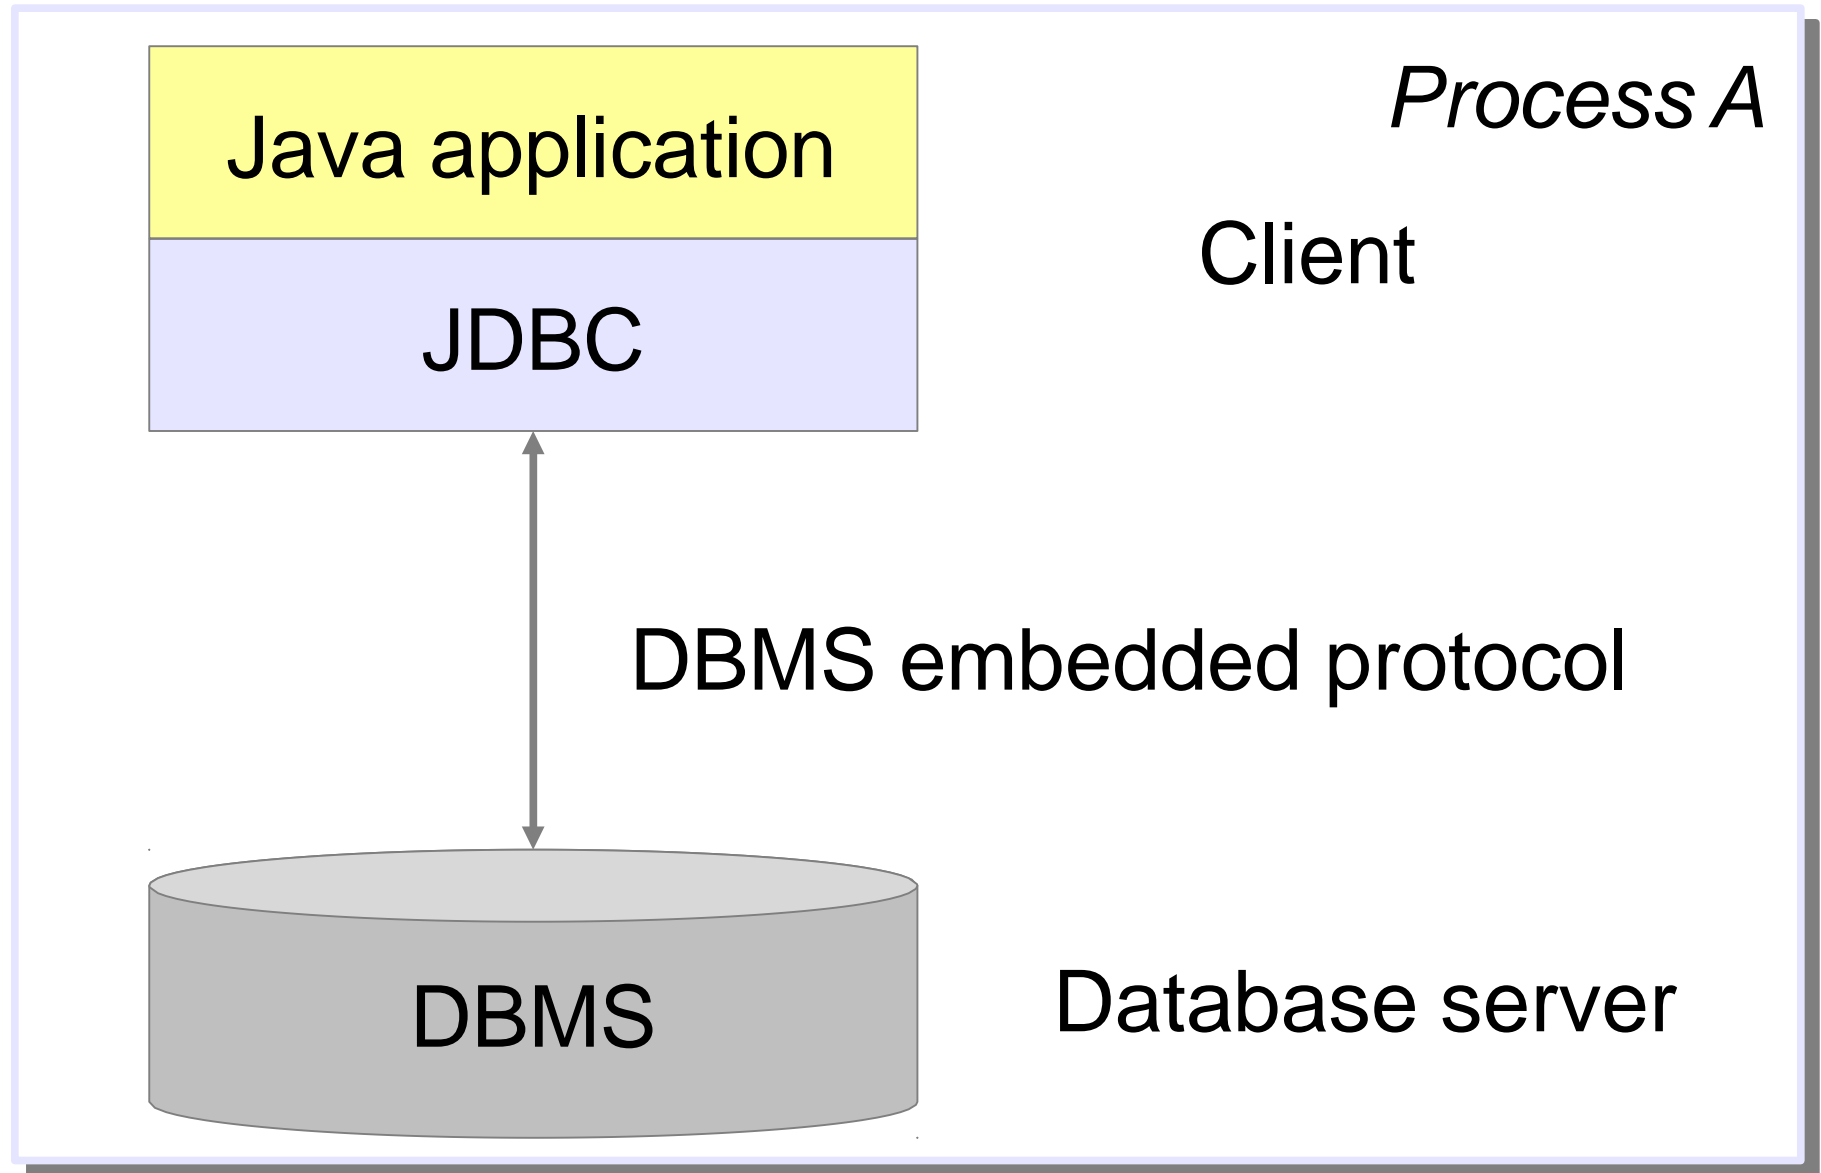 Process A
Java application
Client
JDBC
DBMS embedded protocol
Database server
DBMS